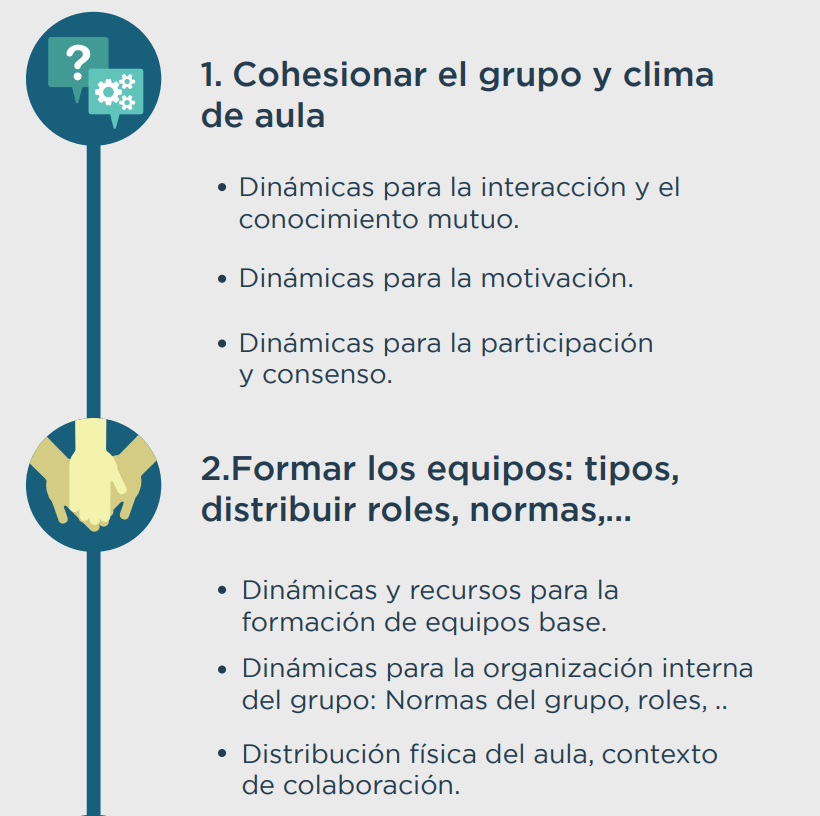 ?
1. Cohesionar el grupo y clima
de aula
• Dinámicas para la interacción y el
conocimiento mutuo.
• Dinámicas para la motivación.
• Dinámicas para la participación
y consenso.
2.Formar los equipos: tipos,
distribuir roles, normas,...
• Dinámicas y recursos para la
formación de equipos base.
• Dinámicas para la organización interna
del grupo: Normas del grupo, roles, ..
• Distribución física del aula, contexto
de colaboración.